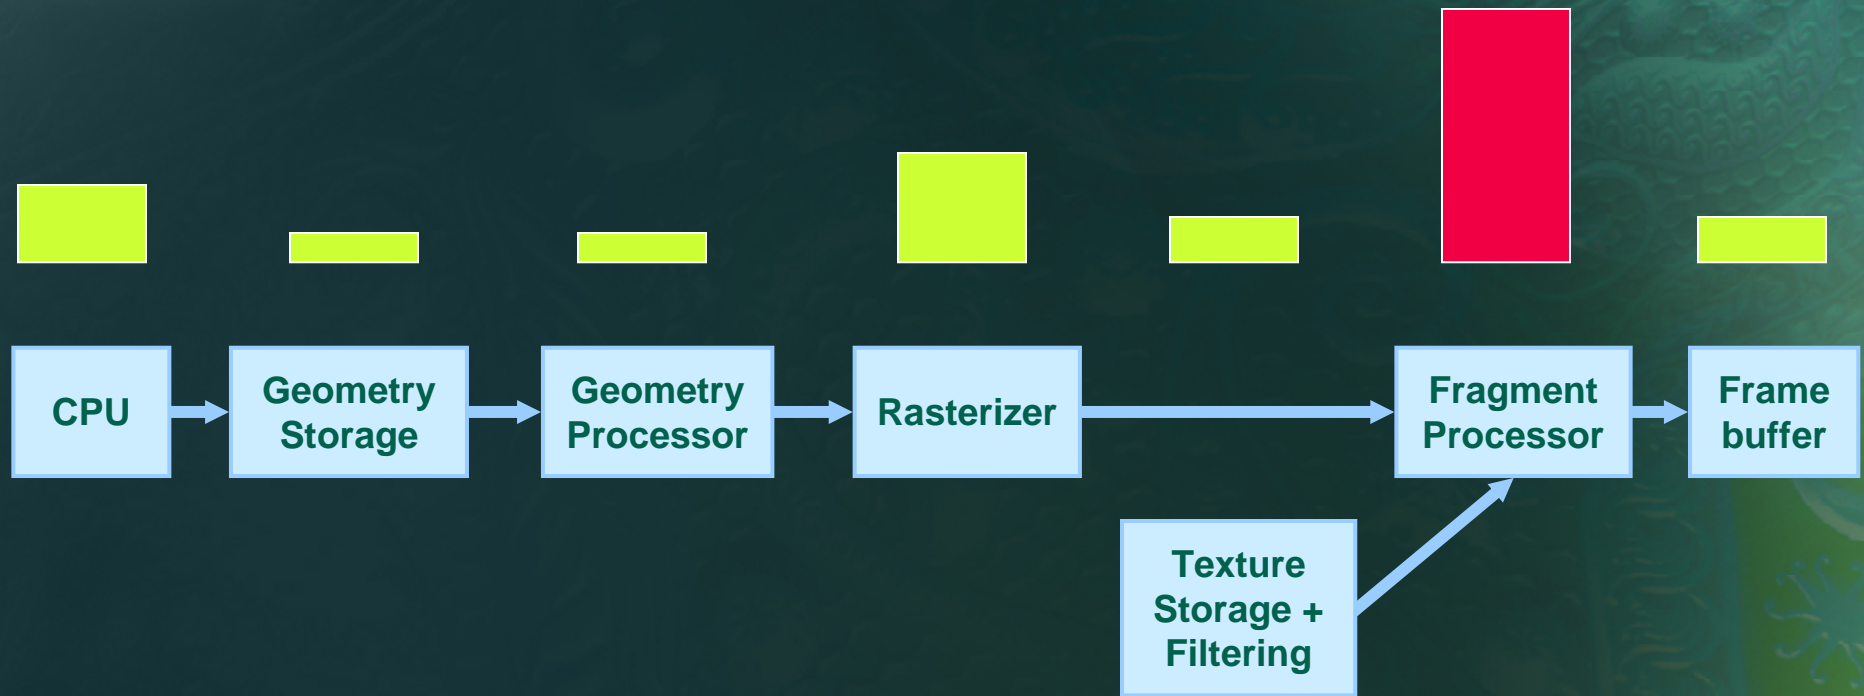 CPU
Geometry
Storage
Geometry
Processor
Rasterizer
Fragment
Processor
Frame
buffer
Texture
Storage +
Filtering